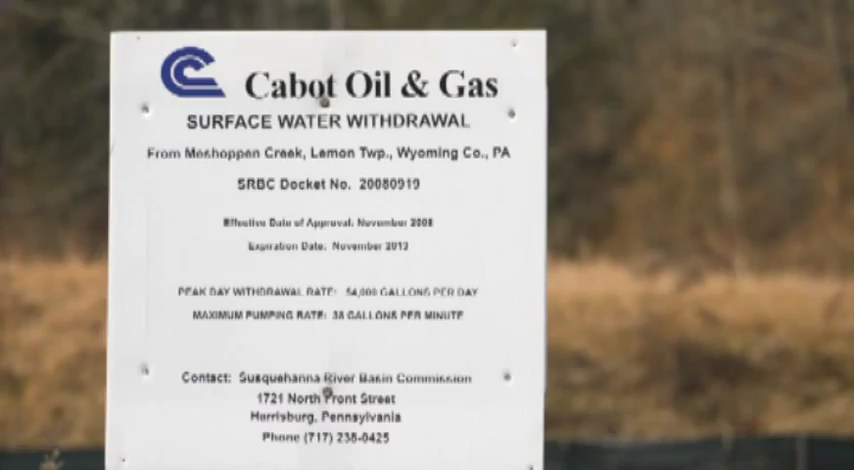 Cabot Oil & Gas
SURFACE WATER WITHDRAWAL
From Meshoppen Creek, Lemon Twp., Wyoming Co., PA
SRBC Docket No. 20080919
Effective Date of Approval: November 2008
Expiration Date: November 2013
PEAK DAY WITHDRAWAL RATE: 54,000 GALLONS PER DAY
MAXIMUM PUMPING RATE: 38 GALLONS PER MINUTE
Contact: Susquehanna River Basin Commission
1721 North Front Street
Harrisburg, Pennsylvania
Phone (717) 238-0425